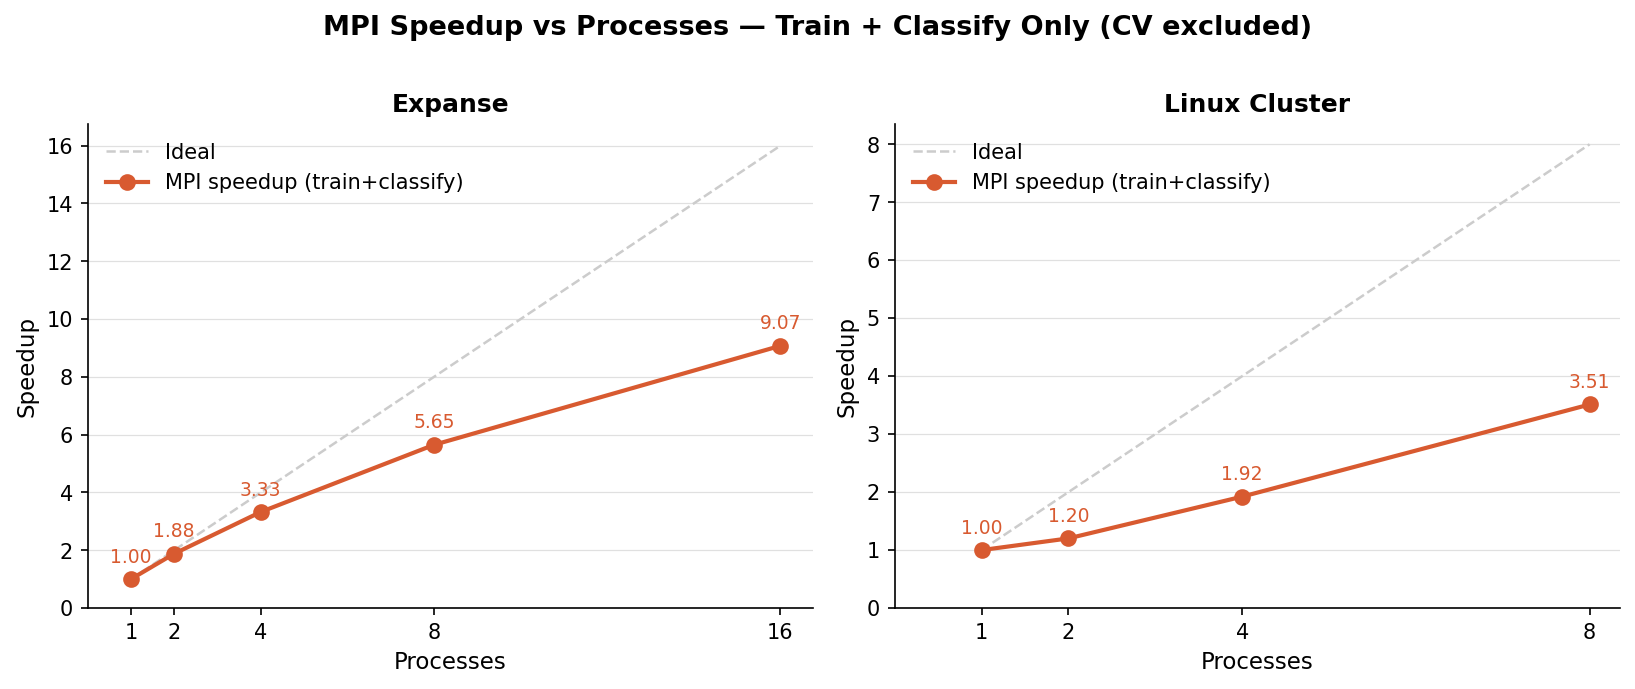 MPI Speedup vs Processes — Train + Classify Only (CV excluded)
Expanse
Ideal
MPI speedup (train+classify)
16
14
12
10
8
6
4
2
0
Speedup
1.00
1.88
3.33
5.65
9.07
1 2 4 8 16
Processes
Linux Cluster
Ideal
MPI speedup (train+classify)
8
7
6
5
4
3
2
1
0
Speedup
1.00
1.20
1.92
3.51
1 2 4 8
Processes